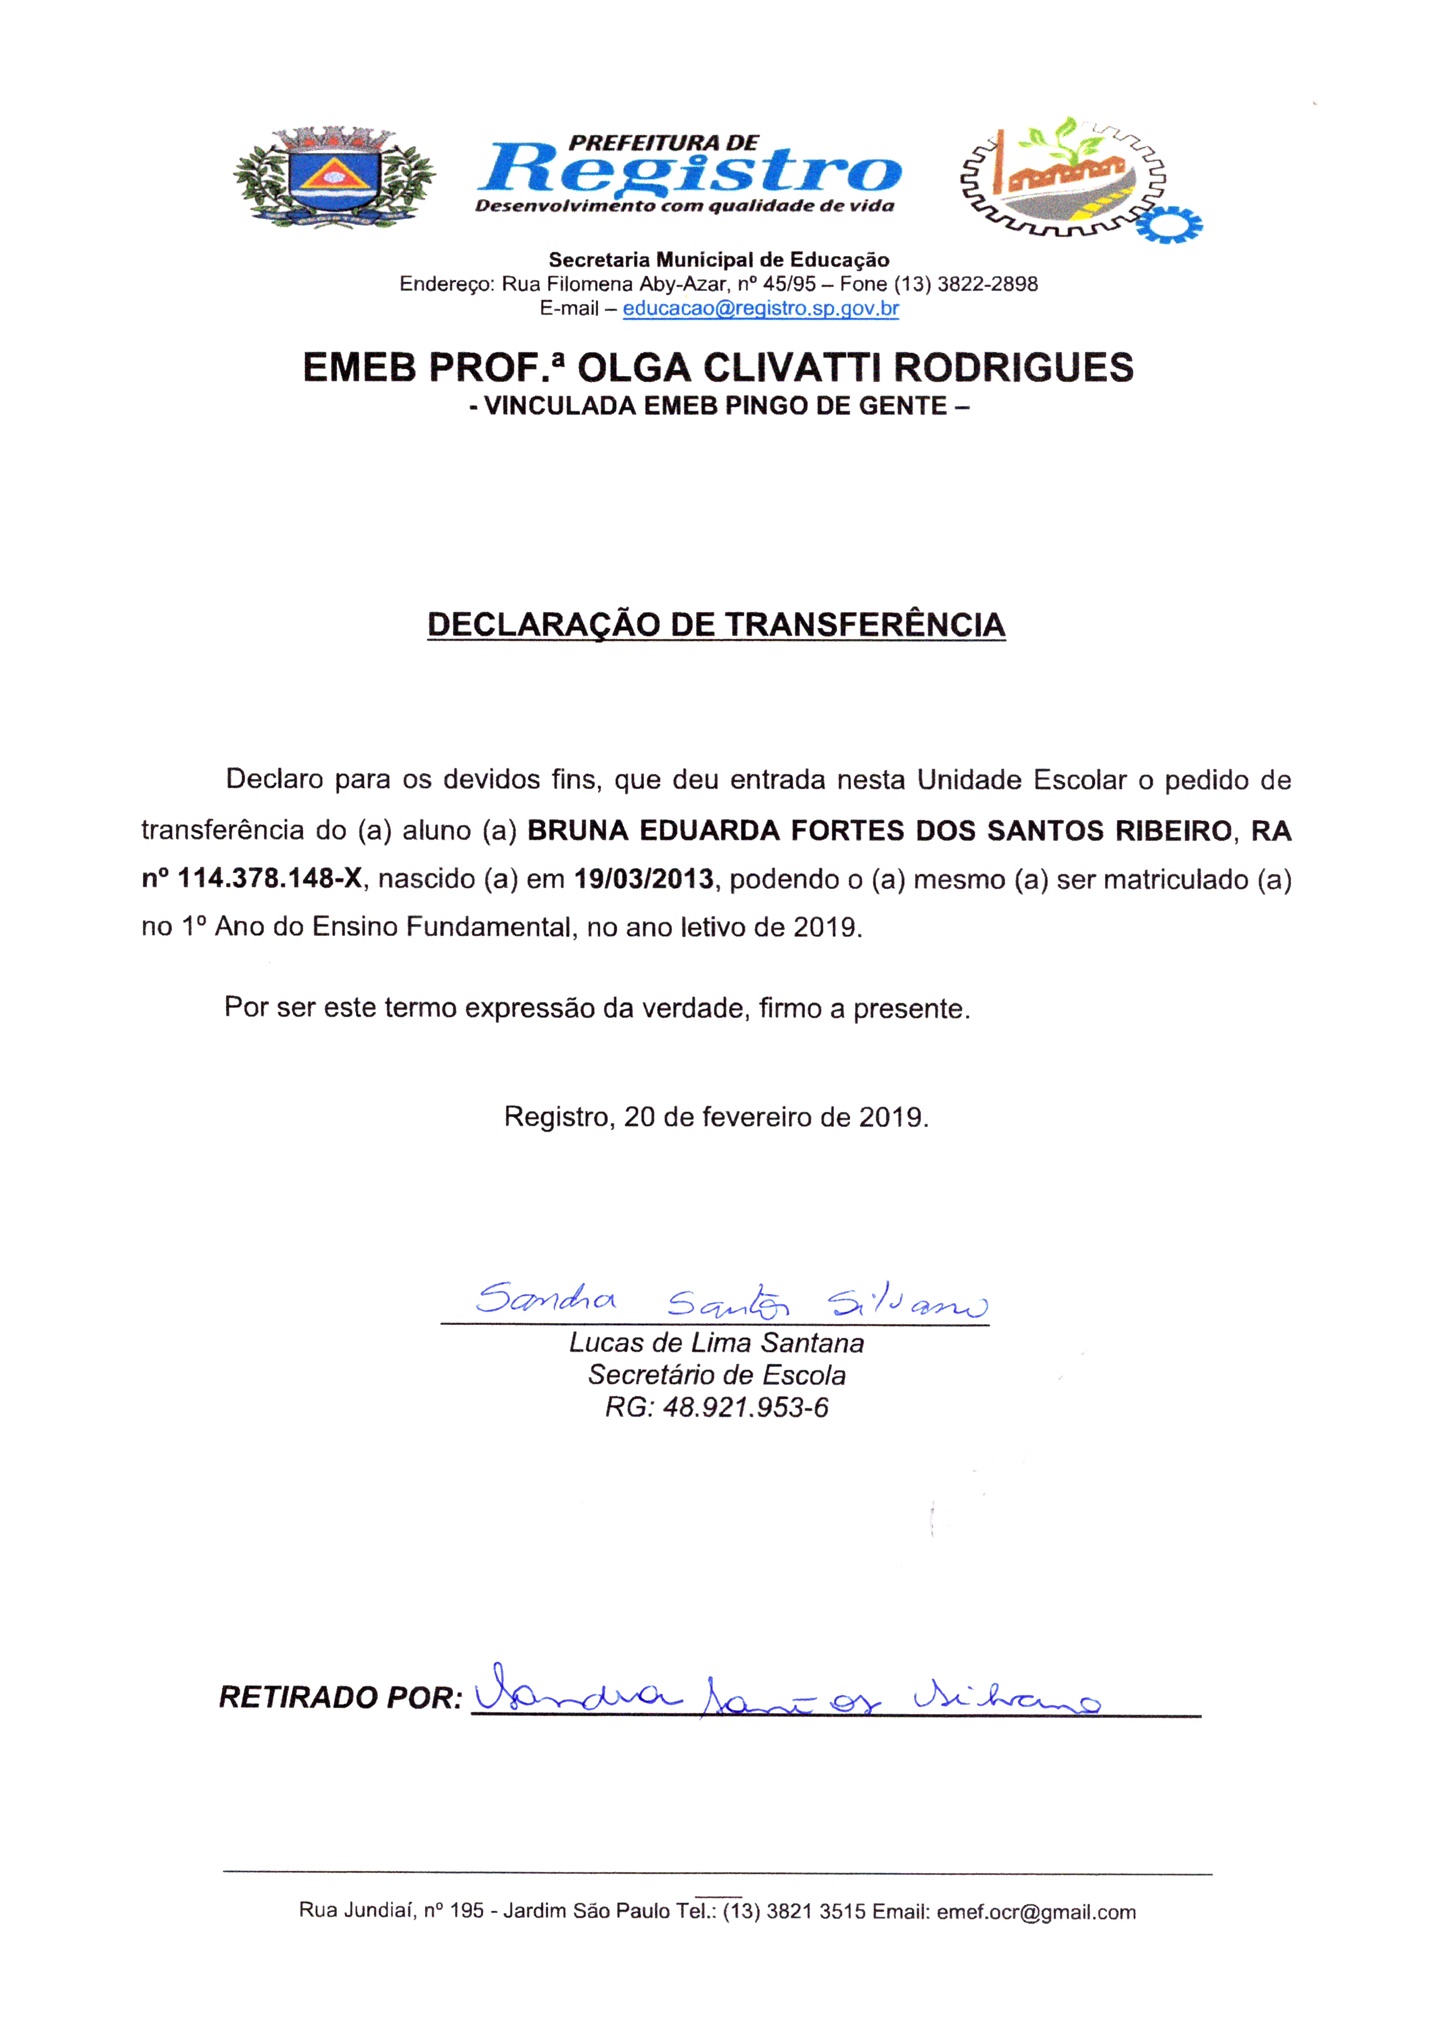 PREFEITURA DE
Registro
Desenvolvimento com qualidade de vida
Secretaria Municipal de Educação
Endereço: Rua Filomena Aby-Azar, nº 45/95 – Fone (13) 3822-2898
E-mail – educacao@registro.sp.gov.br
EMEB PROF.ª OLGA CLIVATTI RODRIGUES
- VINCULADA EMEB PINGO DE GENTE –
DECLARAÇÃO DE TRANSFERÊNCIA
Declaro para os devidos fins, que deu entrada nesta Unidade Escolar o pedido de
transferência do (a) aluno (a) BRUNA EDUARDA FORTES DOS SANTOS RIBEIRO, RA
nº 114.378.148-X, nascido (a) em 19/03/2013, podendo o (a) mesmo (a) ser matriculado (a)
no 1º Ano do Ensino Fundamental, no ano letivo de 2019.
Por ser este termo expressão da verdade, firmo a presente.
Registro, 20 de fevereiro de 2019.
Sandra Santos Silvano
Lucas de Lima Santana
Secretário de Escola
RG: 48.921.953-6
RETIRADO POR: Sandra Santos Silvano
Rua Jundiaí, nº 195 - Jardim São Paulo Tel.: (13) 3821 3515 Email: emef.ocr@gmail.com